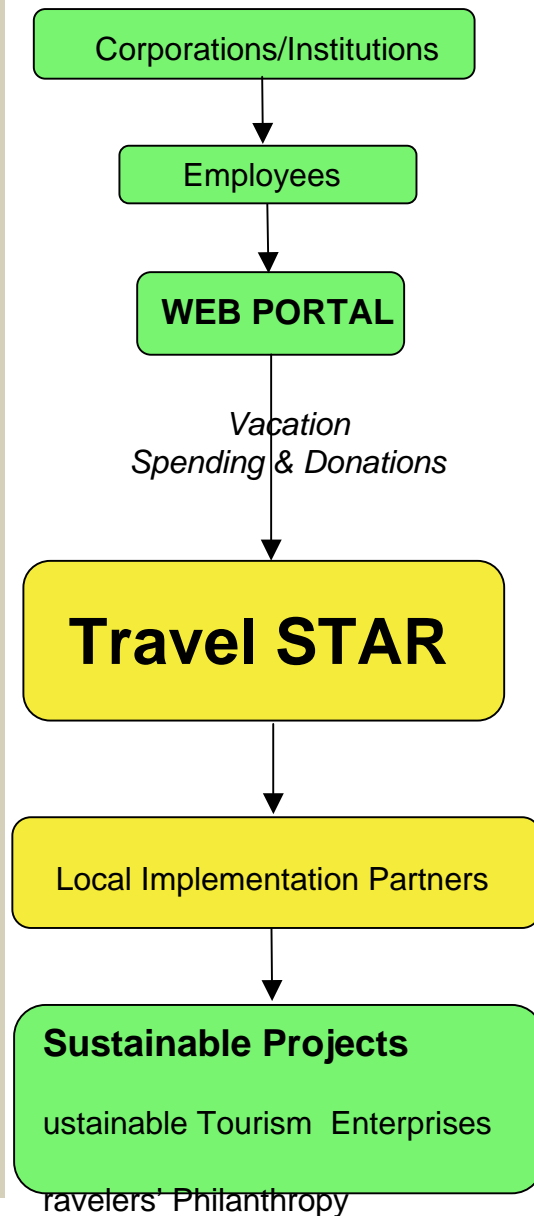 Corporations/Institutions
Employees
WEB PORTAL
Vacation
Spending & Donations
Travel STAR
Local Implementation Partners
Sustainable Projects
ustainable Tourism  Enterprises
ravelers’ Philanthropy